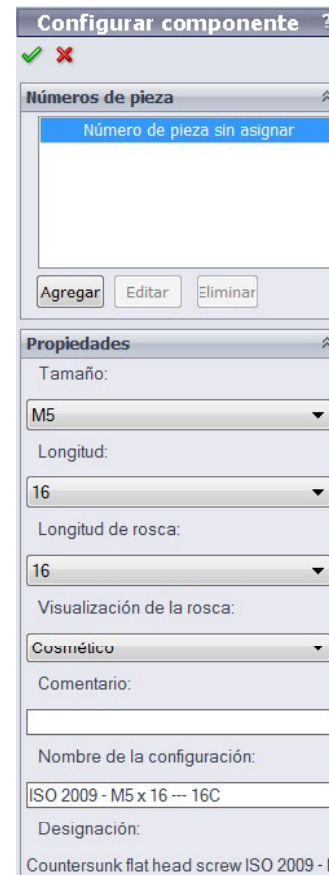 Configurar componente ?
Números de pieza
Número de pieza sin asignar
Agregar Editar Eliminar
Propiedades
Tamaño:
M5
Longitud:
16
Longitud de rosca:
16
Visualización de la rosca:
Cosmético
Comentario:
Nombre de la configuración:
ISO 2009 - M5 x 16 --- 16C
Designación:
Countersunk flat head screw ISO 2009 -